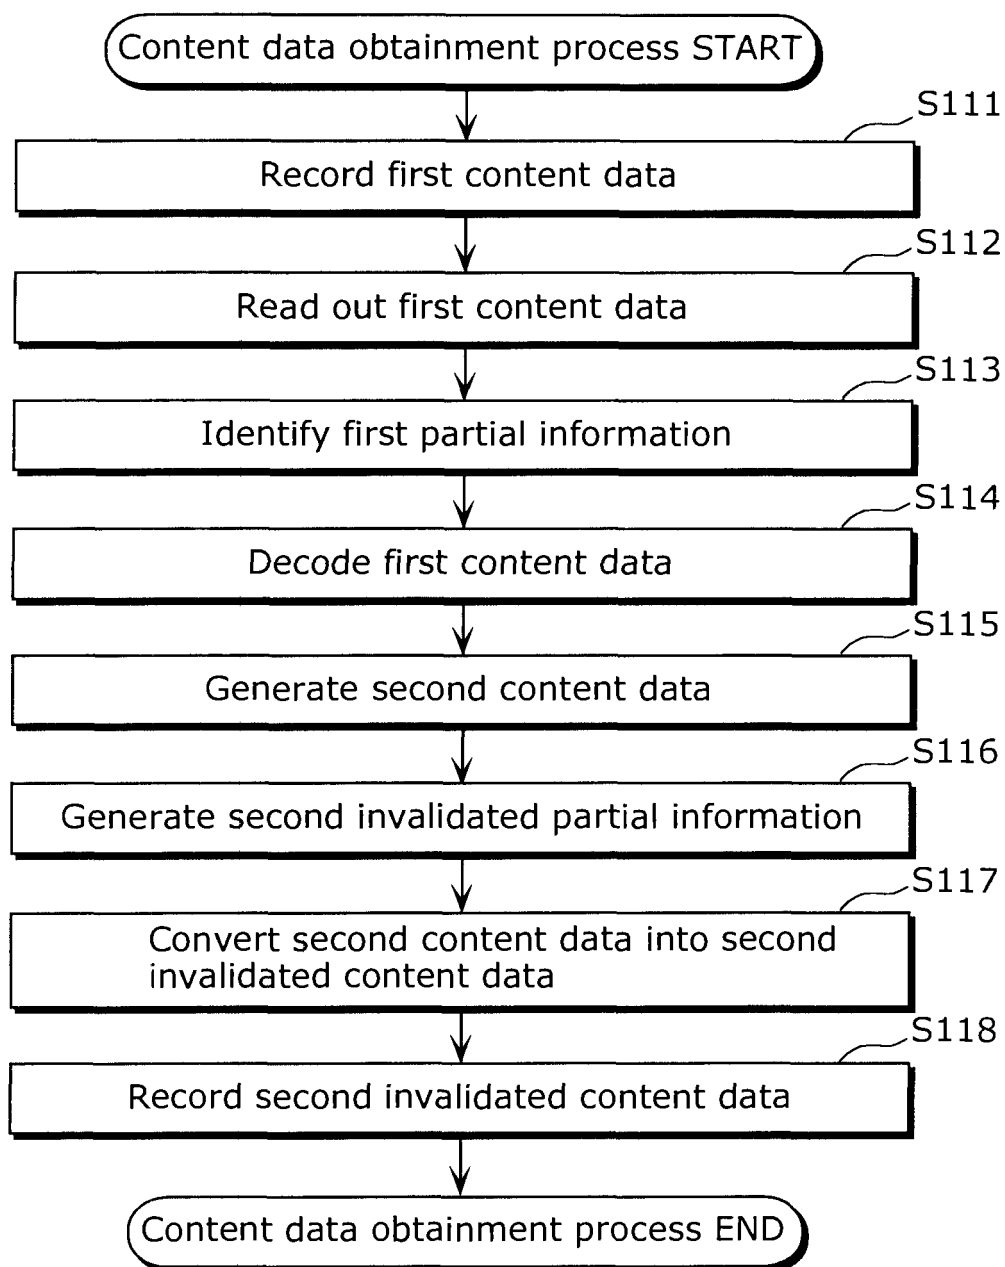 Content data obtainment process START
S111
Record first content data
S112
Read out first content data
S113
Identify first partial information
S114
Decode first content data
S115
Generate second content data
S116
Generate second invalidated partial information
S117
Convert second content data into second
invalidated content data
S118
Record second invalidated content data
Content data obtainment process END